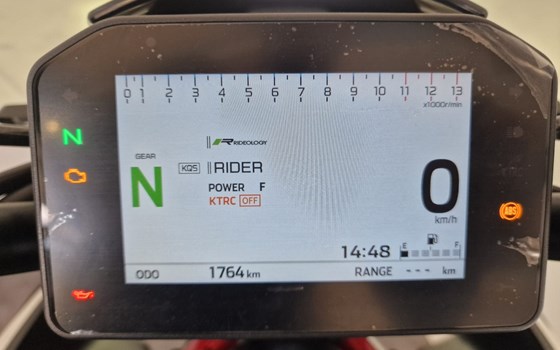 0 1 2 3 4 5 6 7 8 9 10 11 12 13
x1000r/min
RIDEOLOGY
N
GEAR
N
KQS
RIDER
POWER F
KTRC OFF
0
km/h
ABS
14:48
E F
ODO 1764 km
RANGE - - - km